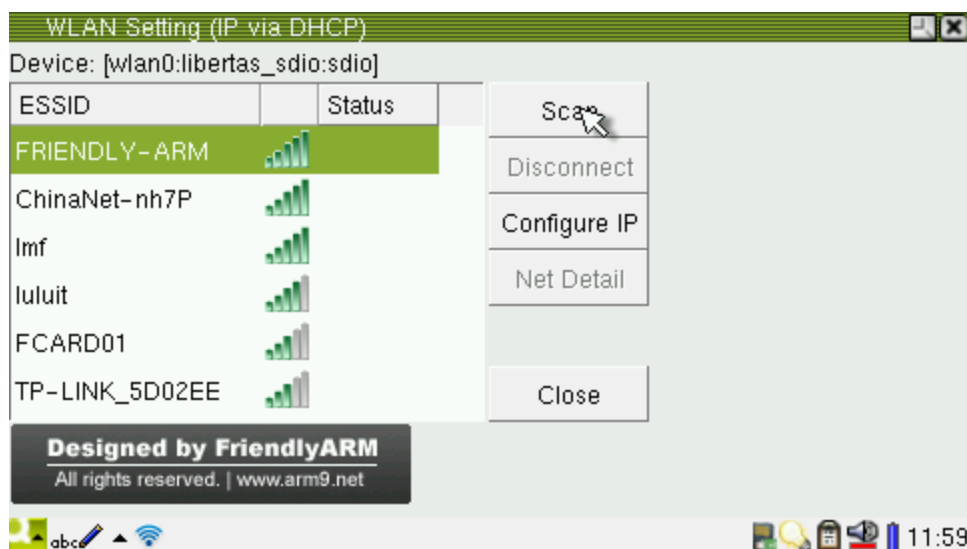 WLAN Setting (IP via DHCP)
Device: [wlan0:libertas_sdio:sdio]
ESSID Status
FRIENDLY-ARM
ChinaNet-nh7P
lmf
luluit
FCARD01
TP-LINK_5D02EE
Scan
Disconnect
Configure IP
Net Detail
Close
Designed by FriendlyARM
All rights reserved. | www.arm9.net
abc
11:59